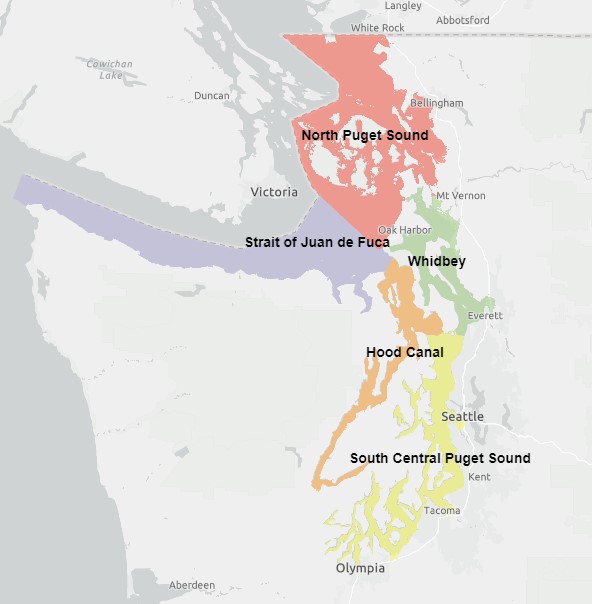 Langley
Abbotsford
White Rock
Cowichan
Lake
Duncan
Bellingham
North Puget Sound
Victoria
Mt Vernon
Oak Harbor
Strait of Juan de Fuca
Whidbey
Everett
Hood Canal
Seattle
South Central Puget Sound
Kent
Tacoma
Olympia
Aberdeen